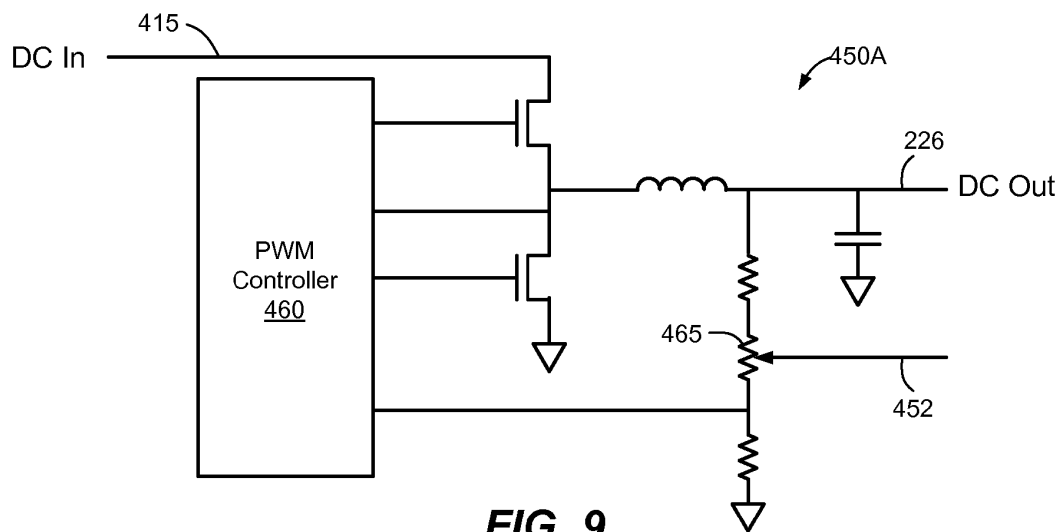 415
DC In
450A
226
DC Out
PWM
Controller
460
465
452
FIG. 9